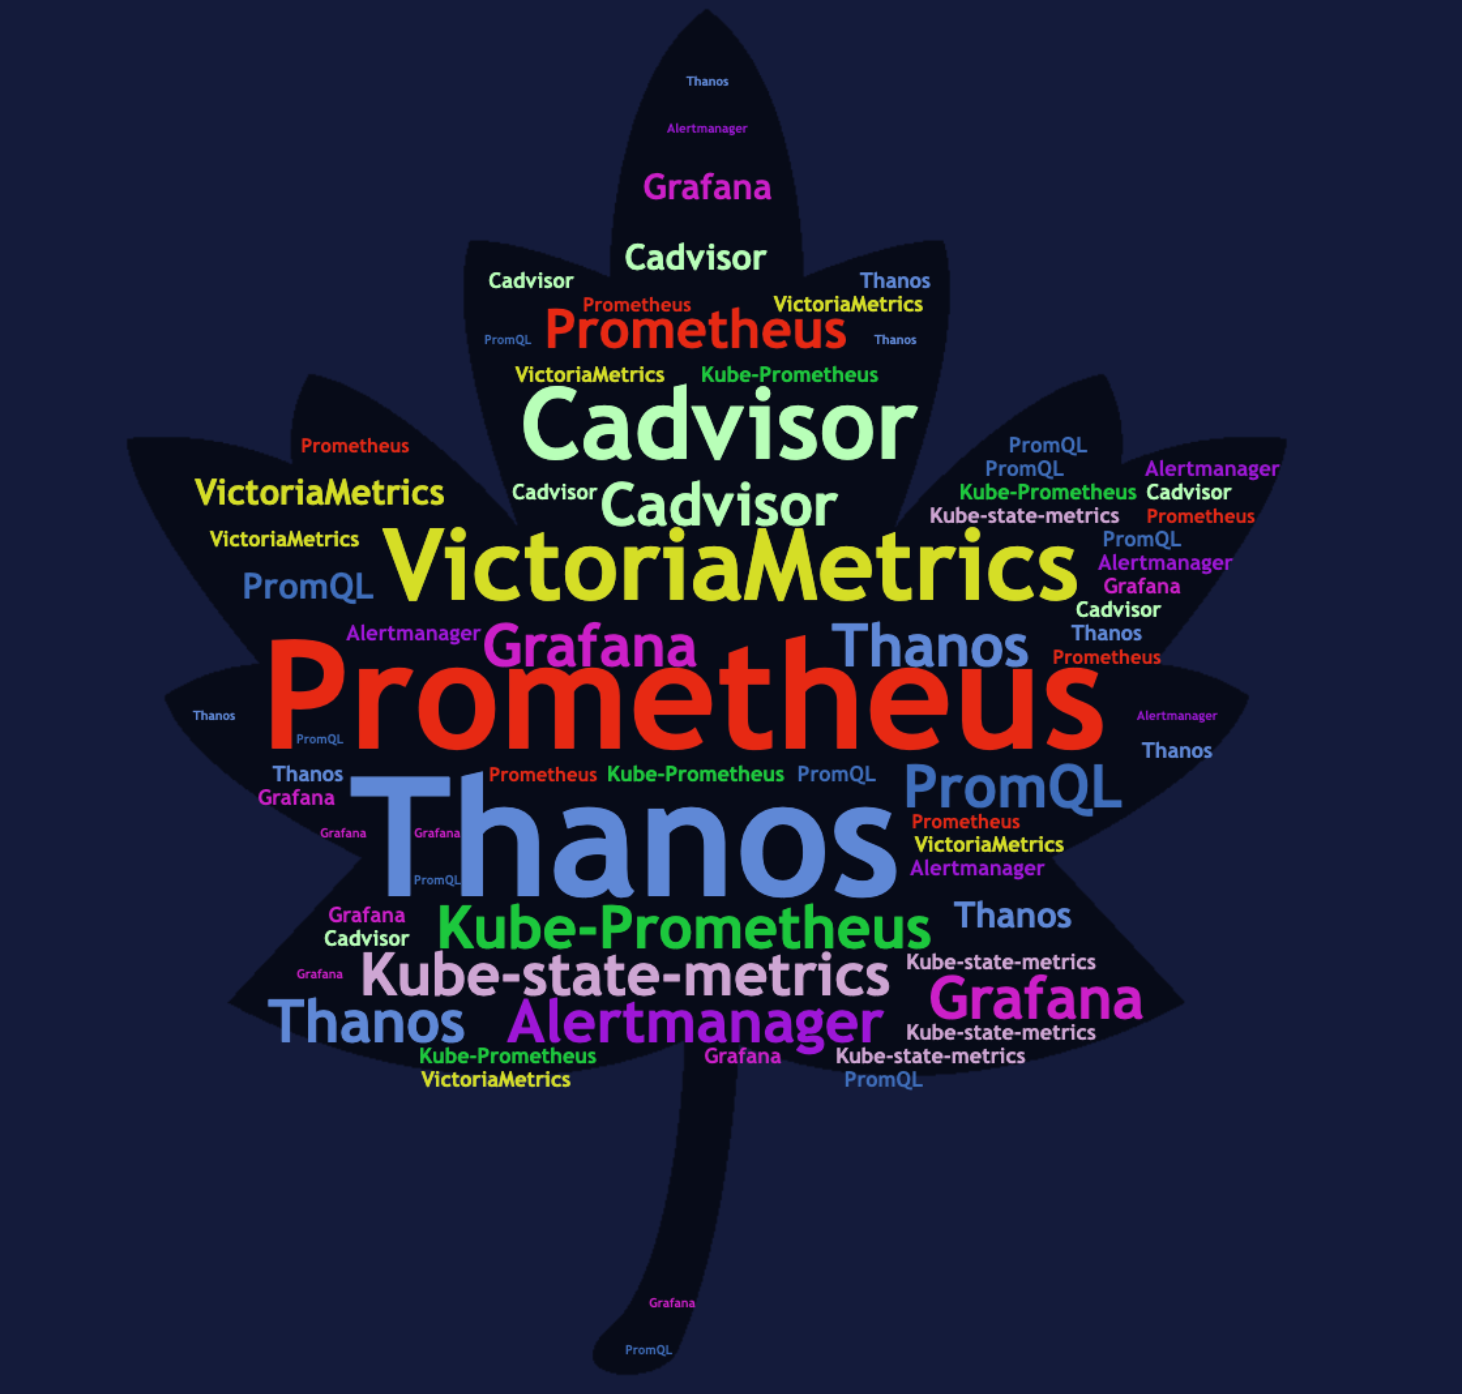 Thanos
Alertmanager
Grafana
Cadvisor
Cadvisor
Thanos
Prometheus
VictoriaMetrics
Prometheus
PromQL
Thanos
VictoriaMetrics
Kube-Prometheus
Cadvisor
Prometheus
PromQL
PromQL
Alertmanager
VictoriaMetrics
Cadvisor
Cadvisor
Kube-Prometheus
Cadvisor
Kube-state-metrics
Prometheus
VictoriaMetrics
VictoriaMetrics
PromQL
Alertmanager
PromQL
Grafana
Cadvisor
Alertmanager
Grafana
Thanos
Thanos
Prometheus
Prometheus
Thanos
Alertmanager
PromQL
Thanos
Thanos
Prometheus
Kube-Prometheus
PromQL
PromQL
Grafana
Thanos
Prometheus
Grafana
Grafana
VictoriaMetrics
Alertmanager
PromQL
Grafana
Kube-Prometheus
Thanos
Cadvisor
Kube-state-metrics
Kube-state-metrics
Grafana
Grafana
Thanos
Alertmanager
Kube-state-metrics
Kube-Prometheus
Grafana
Kube-state-metrics
VictoriaMetrics
PromQL
Grafana
PromQL